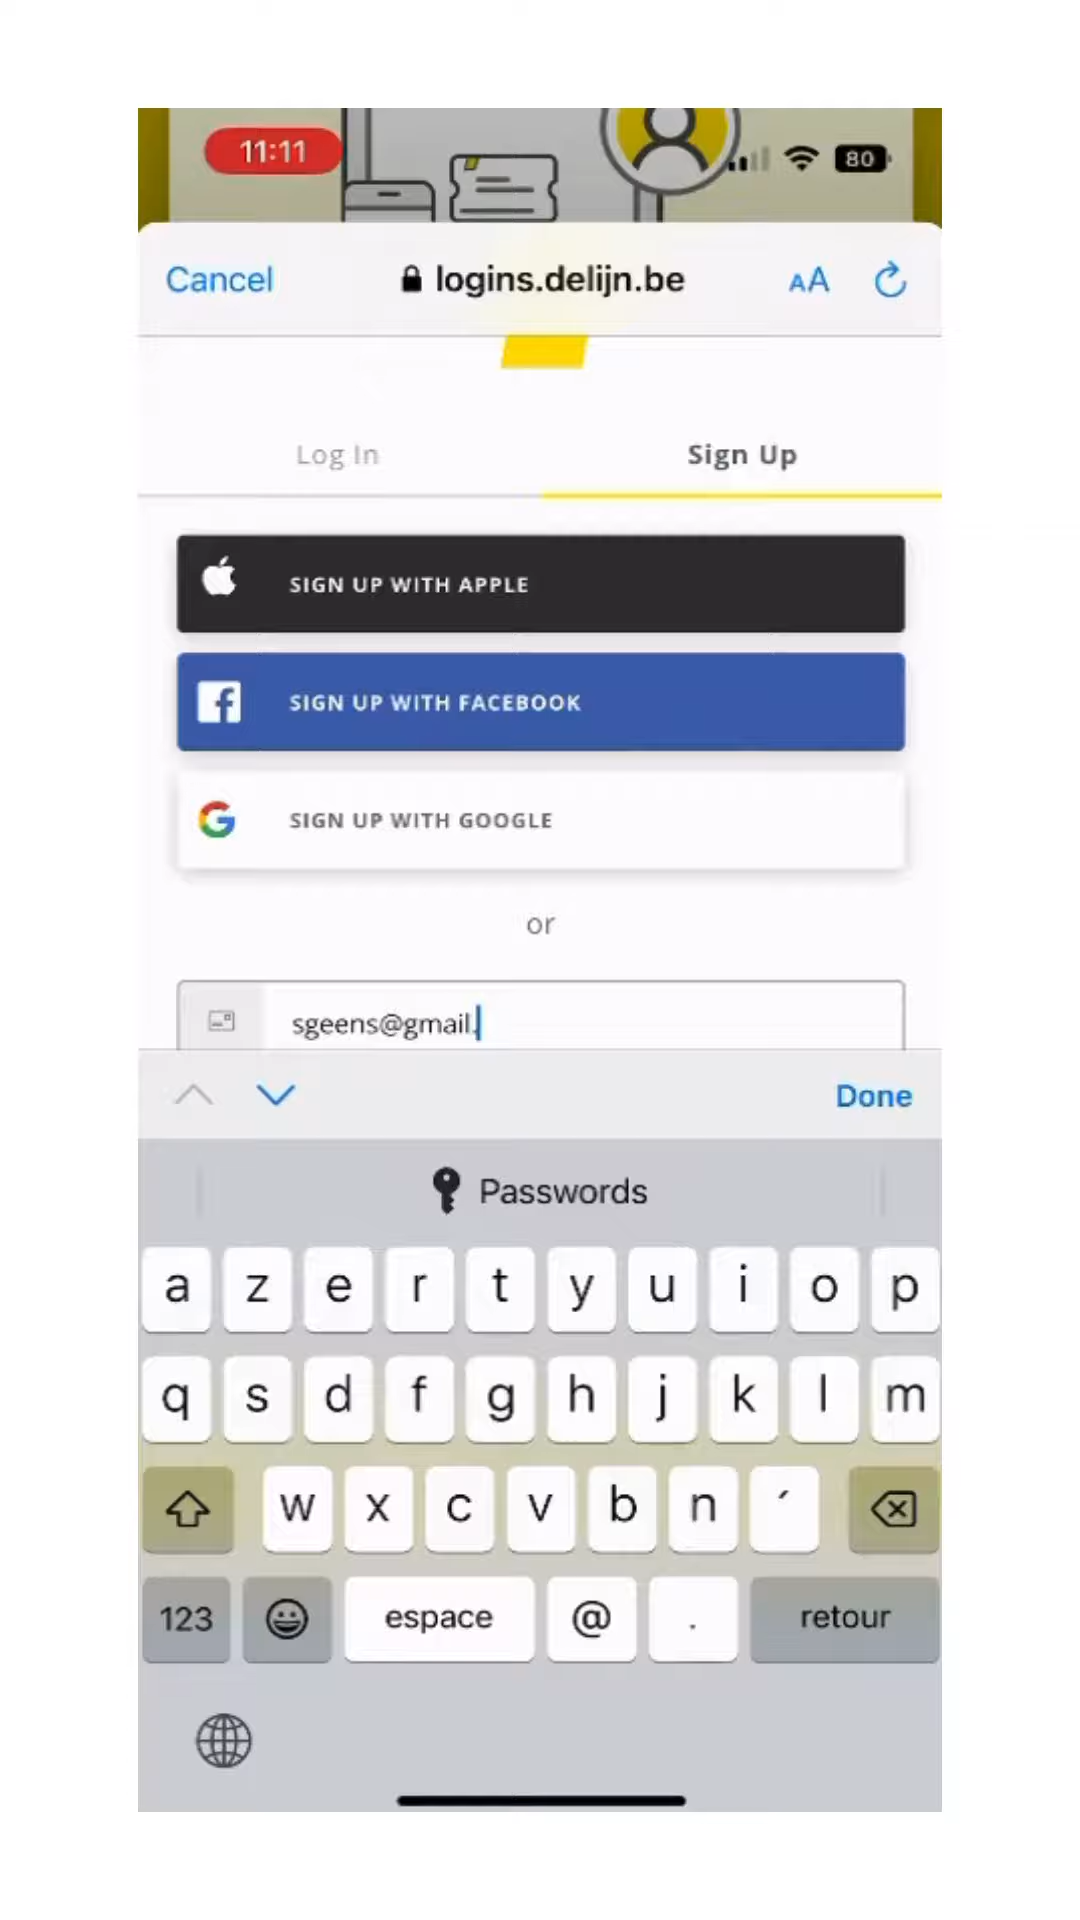 11:11
80
Cancel
logins.delijn.be
AA
Log In
Sign Up
SIGN UP WITH APPLE
SIGN UP WITH FACEBOOK
SIGN UP WITH GOOGLE
or
sgeens@gmail.
Done
Passwords
a z e r t y u i o p
q s d f g h j k l m
w x c v b n ´
123 espace @ . retour